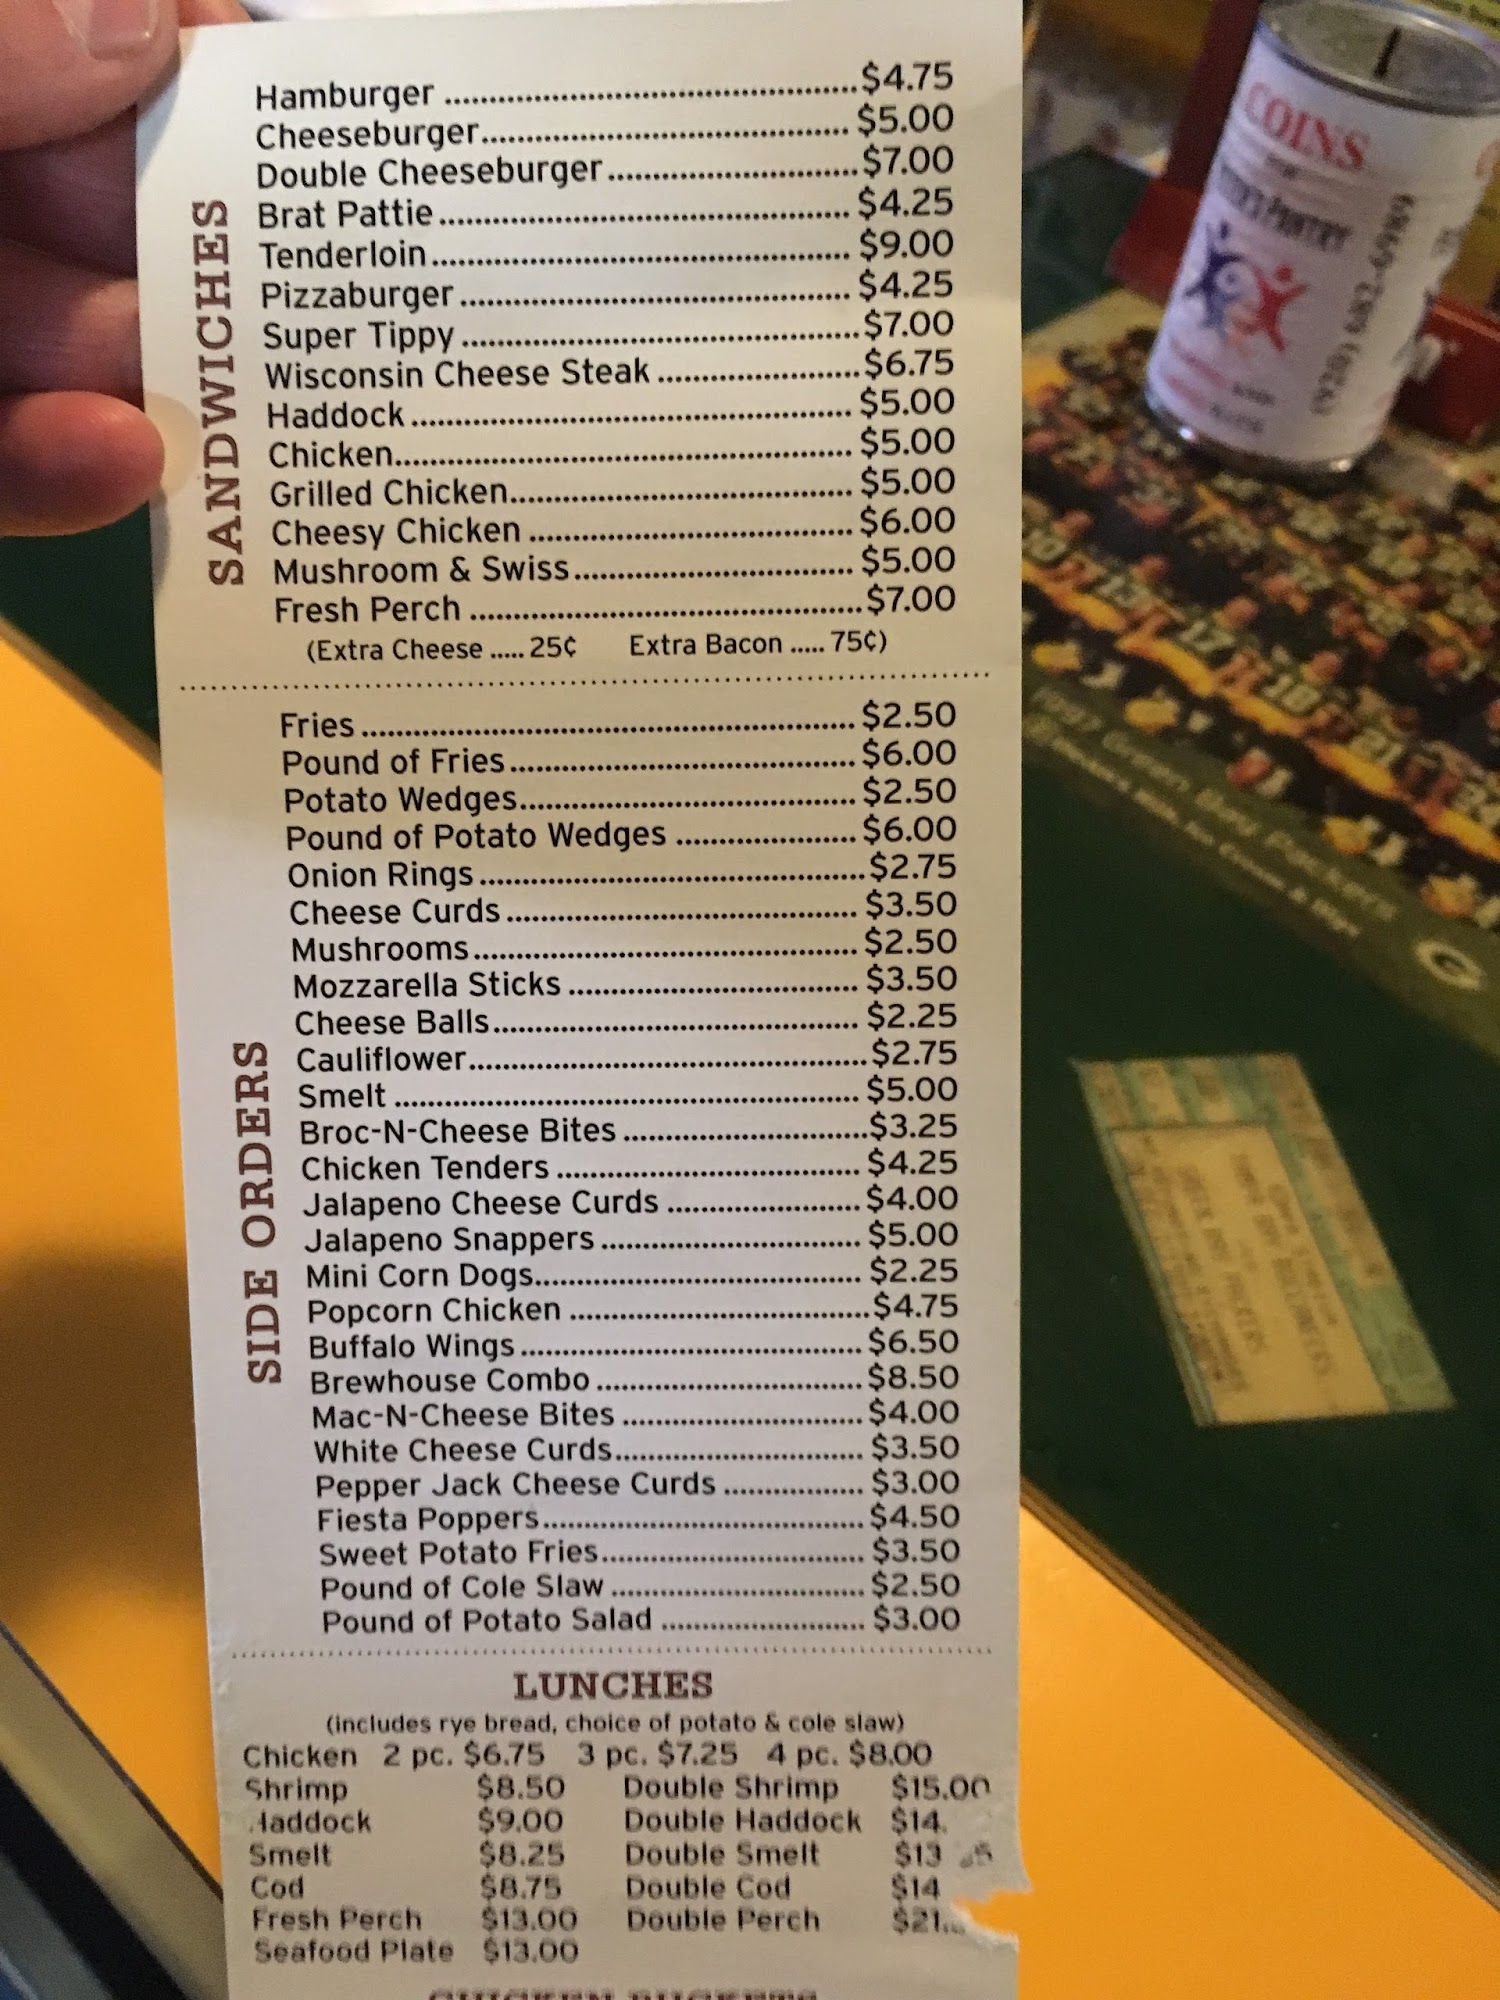 SANDWICHES
Hamburger ........ $4.75
Cheeseburger ........ $5.00
Double Cheeseburger ........ $7.00
Brat Pattie ........ $4.25
Tenderloin ........ $9.00
Pizzaburger ........ $4.25
Super Tippy ........ $7.00
Wisconsin Cheese Steak ........ $6.75
Haddock ........ $5.00
Chicken ........ $5.00
Grilled Chicken ........ $5.00
Cheesy Chicken ........ $6.00
Mushroom & Swiss ........ $5.00
Fresh Perch ........ $7.00
(Extra Cheese ..... 25¢ Extra Bacon ..... 75¢)
SIDE ORDERS
Fries ........ $2.50
Pound of Fries ........ $6.00
Potato Wedges ........ $2.50
Pound of Potato Wedges ........ $6.00
Onion Rings ........ $2.75
Cheese Curds ........ $3.50
Mushrooms ........ $2.50
Mozzarella Sticks ........ $3.50
Cheese Balls ........ $2.25
Cauliflower ........ $2.75
Smelt ........ $5.00
Broc-N-Cheese Bites ........ $3.25
Chicken Tenders ........ $4.25
Jalapeno Cheese Curds ........ $4.00
Jalapeno Snappers ........ $5.00
Mini Corn Dogs ........ $2.25
Popcorn Chicken ........ $4.75
Buffalo Wings ........ $6.50
Brewhouse Combo ........ $8.50
Mac-N-Cheese Bites ........ $4.00
White Cheese Curds ........ $3.50
Pepper Jack Cheese Curds ........ $3.00
Fiesta Poppers ........ $4.50
Sweet Potato Fries ........ $3.50
Pound of Cole Slaw ........ $2.50
Pound of Potato Salad ........ $3.00
LUNCHES
(includes rye bread, choice of potato & cole slaw)
Chicken 2 pc. $6.75 3 pc. $7.25 4 pc. $8.00
Shrimp $8.50 Double Shrimp $15.00
Haddock $9.00 Double Haddock $14.
Smelt $8.25 Double Smelt $13
Cod $8.75 Double Cod $14
Fresh Perch $13.00 Double Perch $21.
Seafood Plate $13.00
COINS
PANTRY
(920) 682-6989
1997 Green Bay Packers